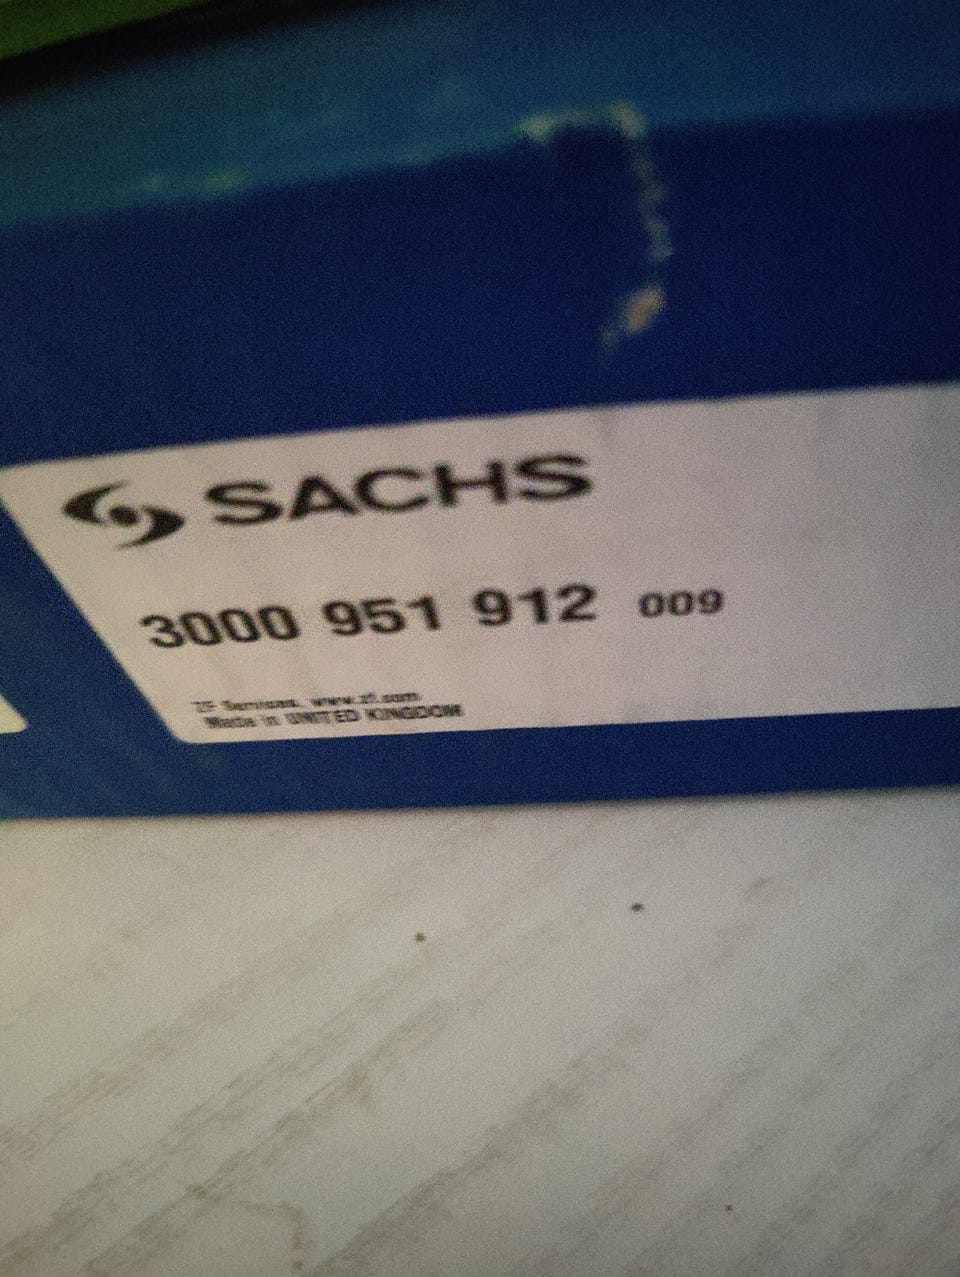 SACHS
3000 951 912 009
ZF Services, www.zf.com
Made in UNITED KINGDOM